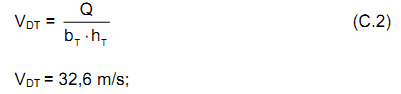 V_DT = Q / (b_T · h_T) (C.2)
V_DT = 32,6 m/s;